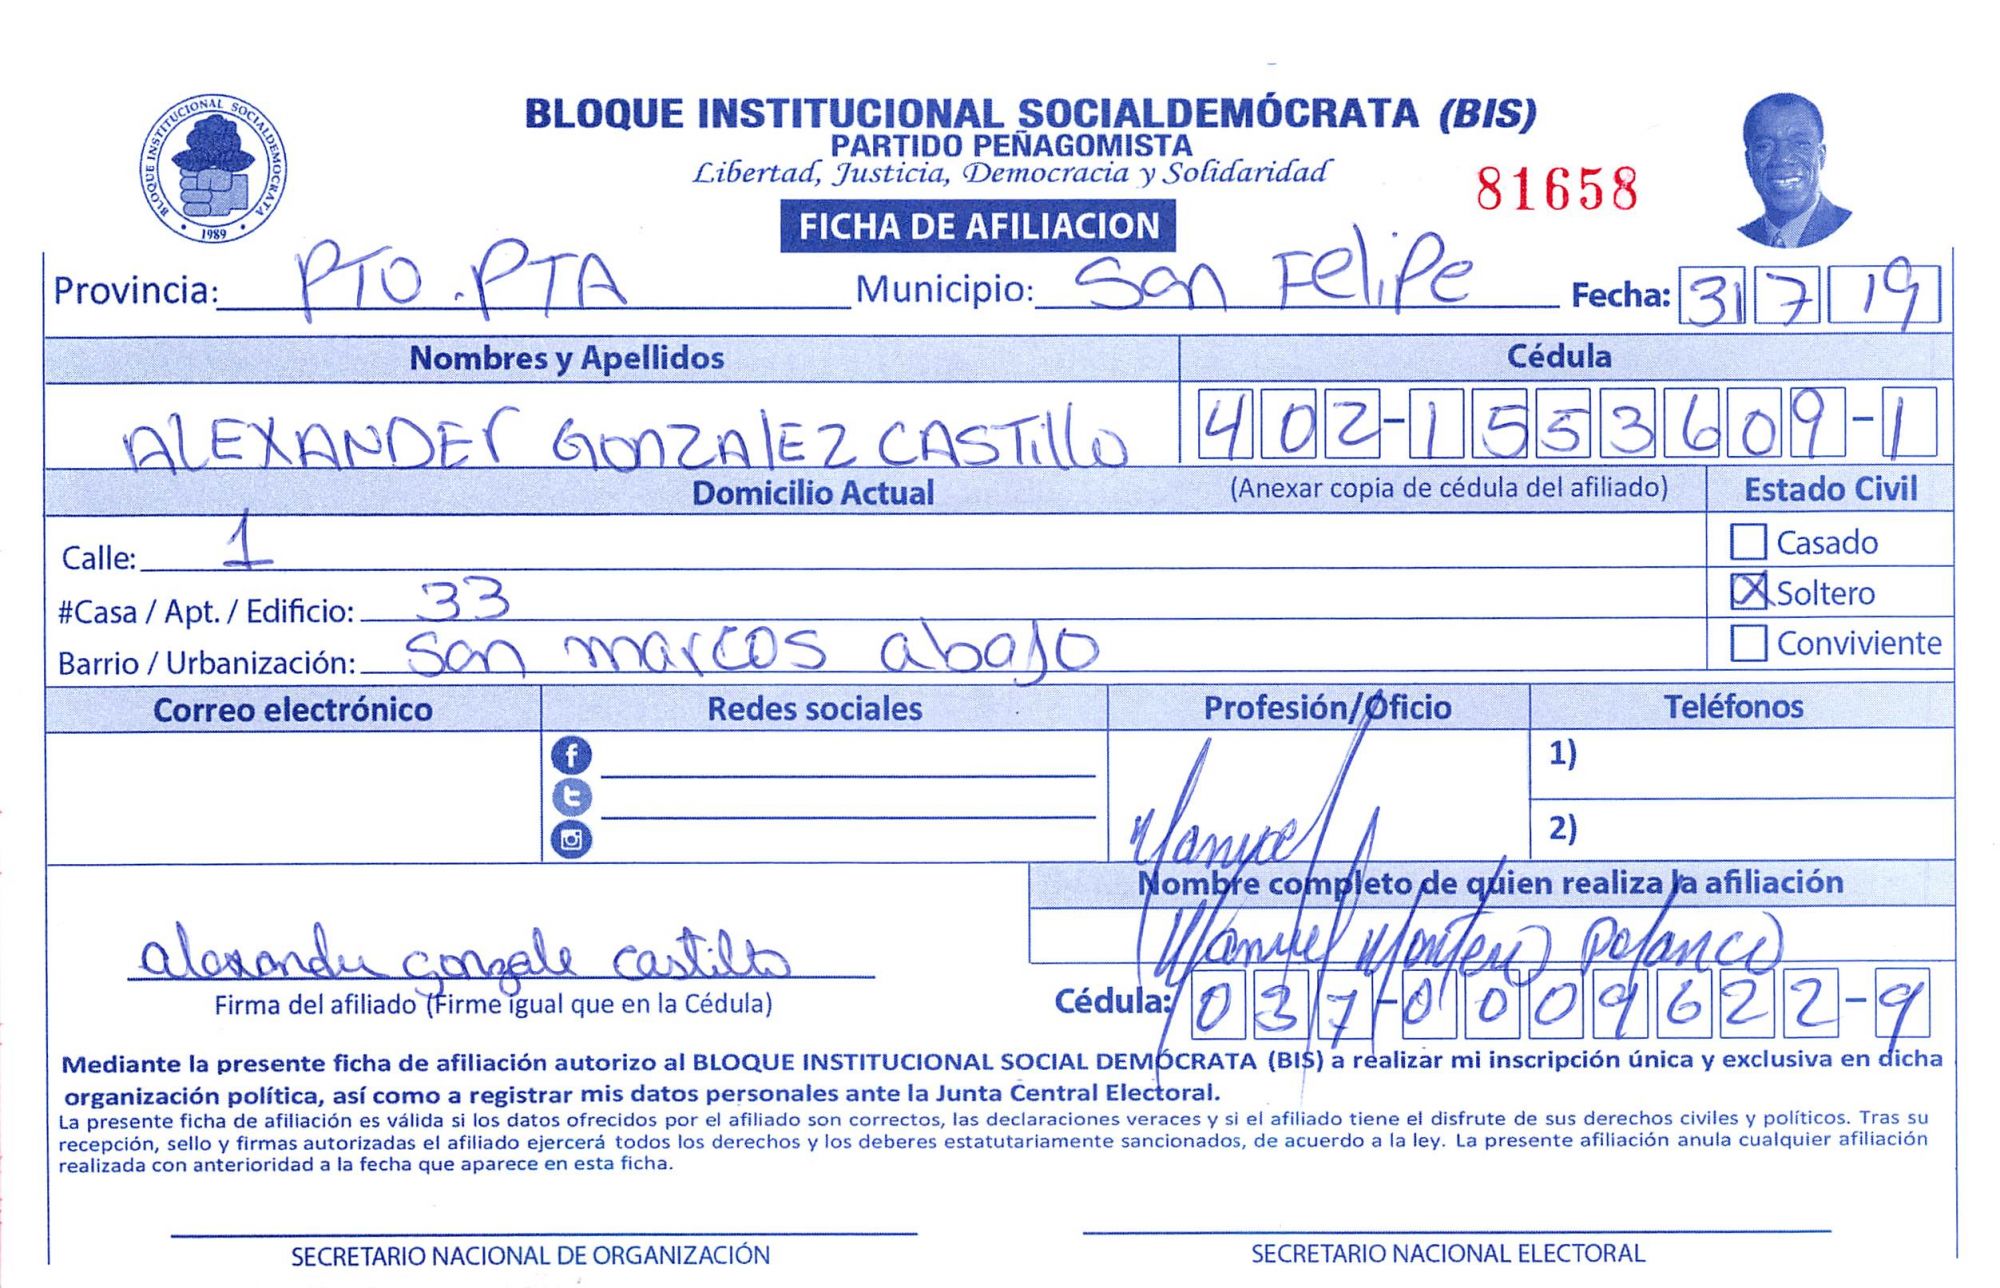 BLOQUE INSTITUCIONAL SOCIALDEMOCRATA
1989
BLOQUE INSTITUCIONAL SOCIALDEMÓCRATA (BIS)
PARTIDO PEÑAGOMISTA
Libertad, Justicia, Democracia y Solidaridad
81658
FICHA DE AFILIACION
Provincia: PTO. PTA Municipio: San Felipe Fecha: 31 7 19
Nombres y Apellidos Cédula
ALEXANDER GONZALEZ CASTILLO 402-1553609-1
Domicilio Actual (Anexar copia de cédula del afiliado) Estado Civil
Calle: 1 Casado
#Casa / Apt. / Edificio: 33 X Soltero
Barrio / Urbanización: San marcos abajo Conviviente
Correo electrónico Redes sociales Profesión/Oficio Teléfonos
1)
2)
Manuel
Nombre completo de quien realiza la afiliación
Manuel Montero Polanco
alexander gonzale castillo
Firma del afiliado (Firme igual que en la Cédula) Cédula: 037-0009622-9
Mediante la presente ficha de afiliación autorizo al BLOQUE INSTITUCIONAL SOCIAL DEMÓCRATA (BIS) a realizar mi inscripción única y exclusiva en dicha
organización política, así como a registrar mis datos personales ante la Junta Central Electoral.
La presente ficha de afiliación es válida si los datos ofrecidos por el afiliado son correctos, las declaraciones veraces y si el afiliado tiene el disfrute de sus derechos civiles y políticos. Tras su
recepción, sello y firmas autorizadas el afiliado ejercerá todos los derechos y los deberes estatutariamente sancionados, de acuerdo a la ley. La presente afiliación anula cualquier afiliación
realizada con anterioridad a la fecha que aparece en esta ficha.
SECRETARIO NACIONAL DE ORGANIZACIÓN SECRETARIO NACIONAL ELECTORAL